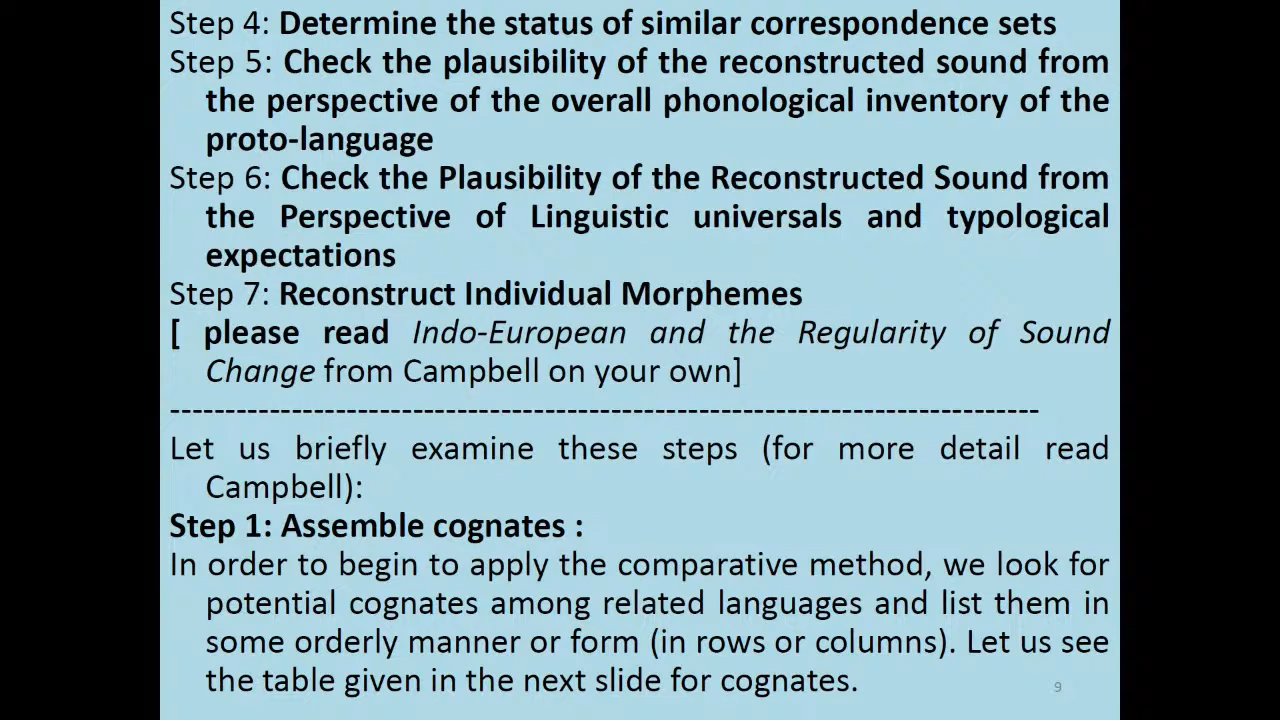 Step 4: Determine the status of similar correspondence sets
Step 5: Check the plausibility of the reconstructed sound from
the perspective of the overall phonological inventory of the
proto-language
Step 6: Check the Plausibility of the Reconstructed Sound from
the Perspective of Linguistic universals and typological
expectations
Step 7: Reconstruct Individual Morphemes
[ please read Indo-European and the Regularity of Sound
Change from Campbell on your own]
--------------------------------------------------------------------------------
Let us briefly examine these steps (for more detail read
Campbell):
Step 1: Assemble cognates :
In order to begin to apply the comparative method, we look for
potential cognates among related languages and list them in
some orderly manner or form (in rows or columns). Let us see
the table given in the next slide for cognates.
9